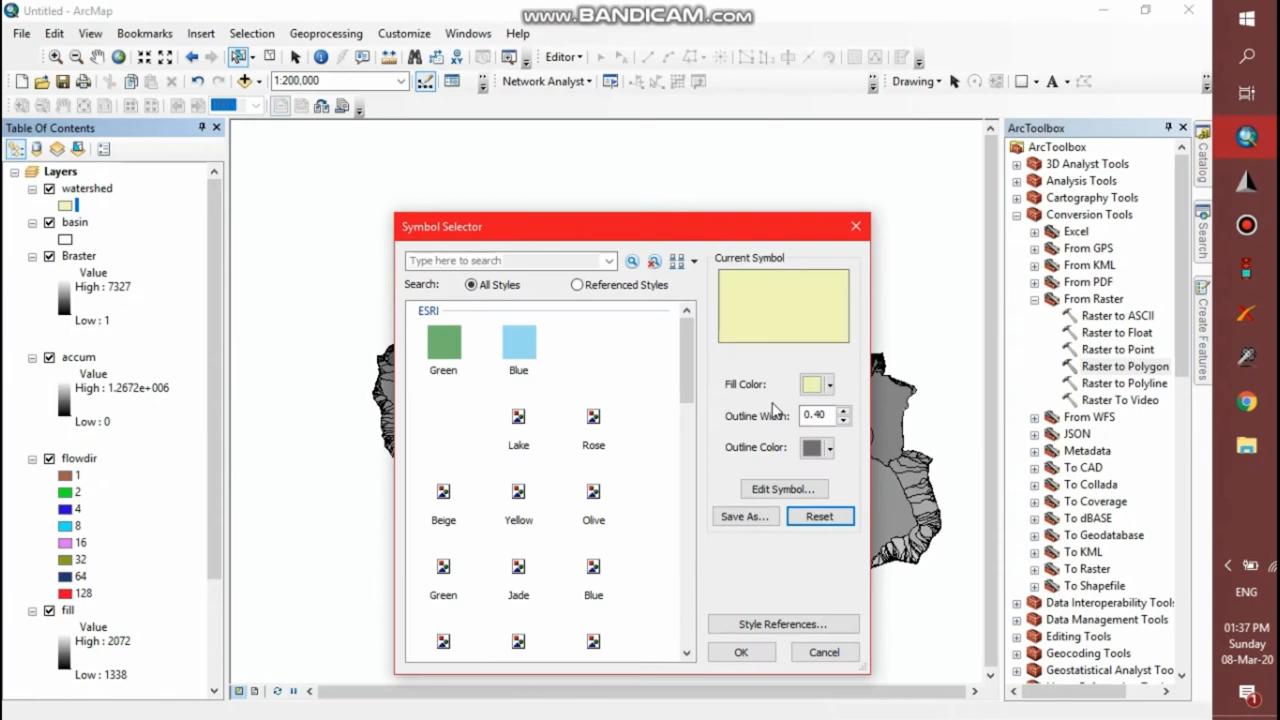 www.BANDICAM.com
Untitled - ArcMap
File Edit View Bookmarks Insert Selection Geoprocessing Customize Windows Help
Editor
1:200,000
Network Analyst
Drawing
A
Table Of Contents
Layers
watershed
basin
Braster
Value
High : 7327
Low : 1
accum
Value
High : 1.2672e+006
Low : 0
flowdir
1
2
4
8
16
32
64
128
fill
Value
High : 2072
Low : 1338
Symbol Selector
Type here to search
Search: All Styles Referenced Styles
ESRI
Green Blue
Lake Rose
Beige Yellow Olive
Green Jade Blue
Current Symbol
Fill Color:
Outline Width: 0.40
Outline Color:
Edit Symbol...
Save As... Reset
Style References...
OK Cancel
ArcToolbox
ArcToolbox
3D Analyst Tools
Analysis Tools
Cartography Tools
Conversion Tools
Excel
From GPS
From KML
From PDF
From Raster
Raster to ASCII
Raster to Float
Raster to Point
Raster to Polygon
Raster to Polyline
Raster To Video
From WFS
JSON
Metadata
To CAD
To Collada
To Coverage
To dBASE
To Geodatabase
To KML
To Raster
To Shapefile
Data Interoperability Tools
Data Management Tools
Editing Tools
Geocoding Tools
Geostatistical Analyst Too
Catalog
Search
Create Features
ENG
01:37 PM
Sunday
08-Mar-20
1